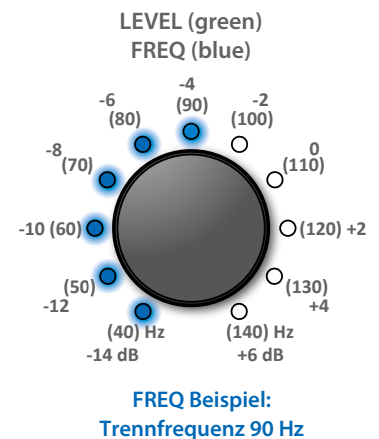 LEVEL (green)
FREQ (blue)
-4
(90)
-6
(80)
-2
(100)
-8
(70)
0
(110)
-10 (60)
(120) +2
(50)
-12
(130)
+4
(40) Hz
-14 dB
(140) Hz
+6 dB
FREQ Beispiel:
Trennfrequenz 90 Hz